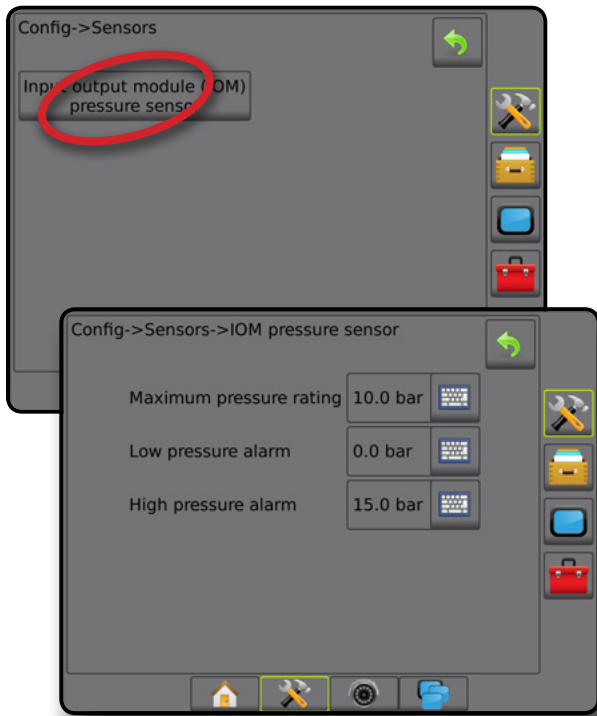 Config->Sensors
Input output module (IOM)
pressure sensor
Config->Sensors->IOM pressure sensor
Maximum pressure rating 10.0 bar
Low pressure alarm 0.0 bar
High pressure alarm 15.0 bar